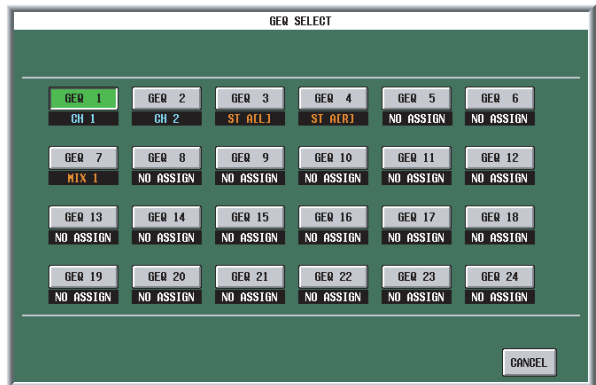 GEQ SELECT
GEQ 1 GEQ 2 GEQ 3 GEQ 4 GEQ 5 GEQ 6
CH 1 CH 2 ST A[L] ST A[R] NO ASSIGN NO ASSIGN
GEQ 7 GEQ 8 GEQ 9 GEQ 10 GEQ 11 GEQ 12
MIX 1 NO ASSIGN NO ASSIGN NO ASSIGN NO ASSIGN NO ASSIGN
GEQ 13 GEQ 14 GEQ 15 GEQ 16 GEQ 17 GEQ 18
NO ASSIGN NO ASSIGN NO ASSIGN NO ASSIGN NO ASSIGN NO ASSIGN
GEQ 19 GEQ 20 GEQ 21 GEQ 22 GEQ 23 GEQ 24
NO ASSIGN NO ASSIGN NO ASSIGN NO ASSIGN NO ASSIGN NO ASSIGN
CANCEL